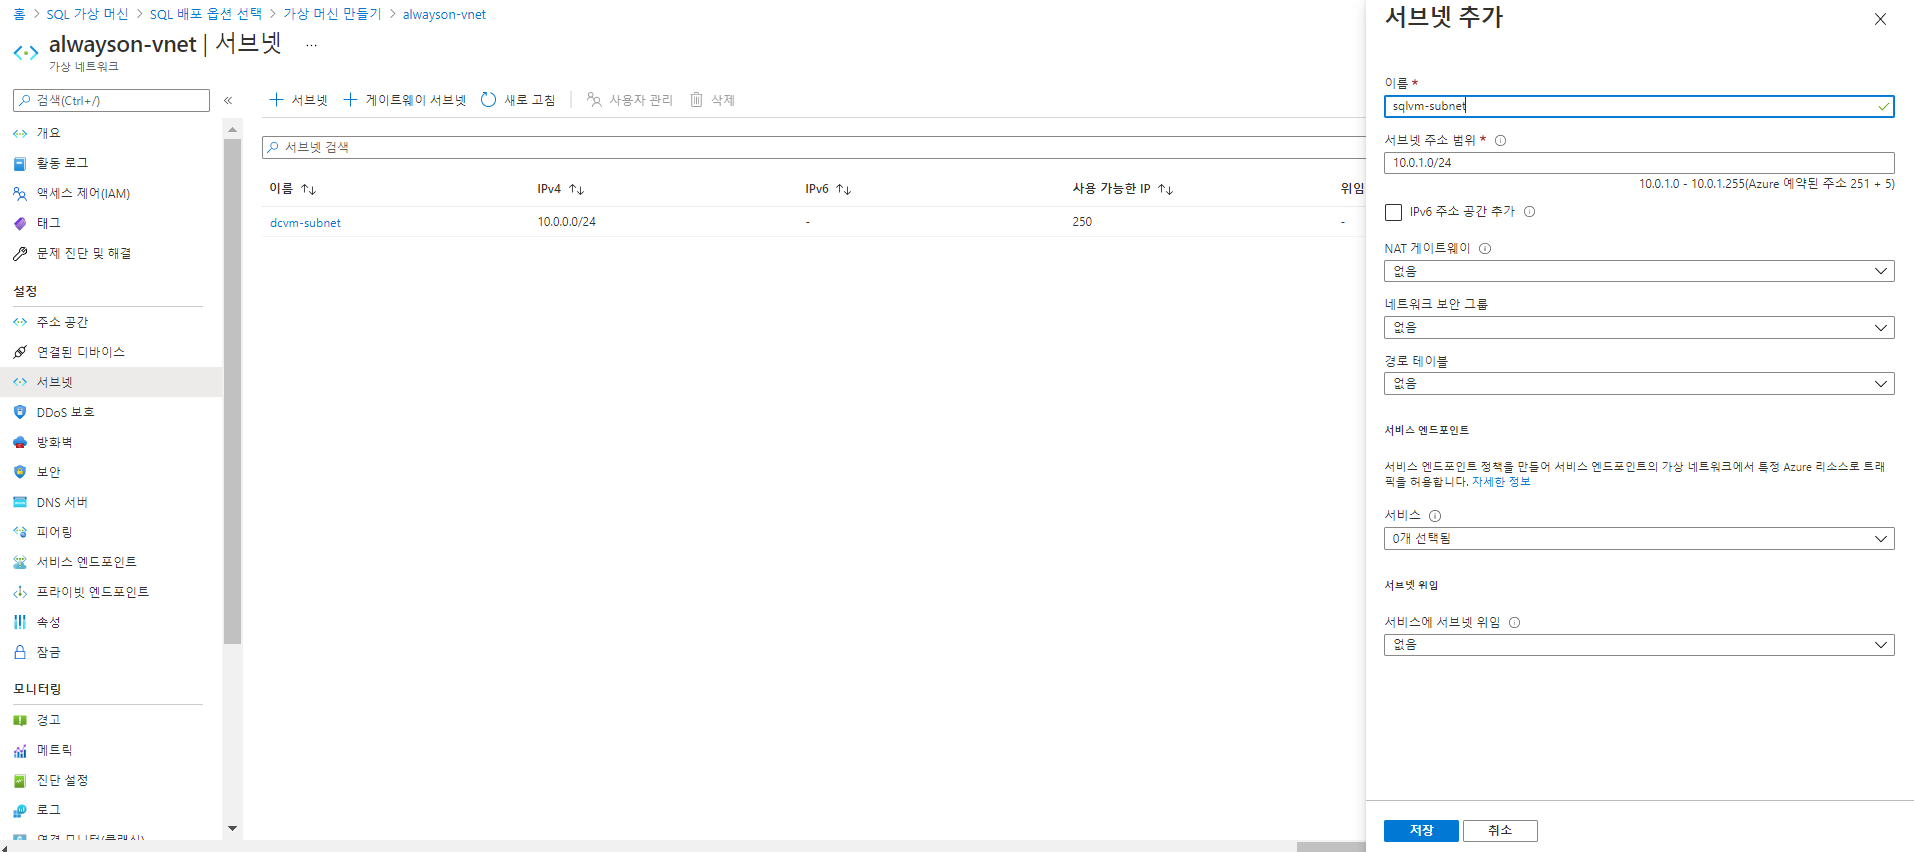 홈 > SQL 가상 머신 > SQL 배포 옵션 선택 > 가상 머신 만들기 > alwayson-vnet
alwayson-vnet | 서브넷 ...
가상 네트워크
검색(Ctrl+/) «
개요
활동 로그
액세스 제어(IAM)
태그
문제 진단 및 해결
설정
주소 공간
연결된 디바이스
서브넷
DDoS 보호
방화벽
보안
DNS 서버
피어링
서비스 엔드포인트
프라이빗 엔드포인트
속성
잠금
모니터링
경고
메트릭
진단 설정
로그
연결 모니터(클래식)
+ 서브넷 + 게이트웨이 서브넷 새로 고침 사용자 관리 삭제
서브넷 검색
이름 ↑↓ IPv4 ↑↓ IPv6 ↑↓ 사용 가능한 IP ↑↓ 위임
dcvm-subnet 10.0.0.0/24 - 250 -
서브넷 추가
이름 *
sqlvm-subnet
서브넷 주소 범위 *
10.0.1.0/24
10.0.1.0 - 10.0.1.255(Azure 예약된 주소 251 + 5)
IPv6 주소 공간 추가
NAT 게이트웨이
없음
네트워크 보안 그룹
없음
경로 테이블
없음
서비스 엔드포인트
서비스 엔드포인트 정책을 만들어 서비스 엔드포인트의 가상 네트워크에서 특정 Azure 리소스로 트래
픽을 허용합니다. 자세한 정보
서비스
0개 선택됨
서브넷 위임
서비스에 서브넷 위임
없음
저장 취소